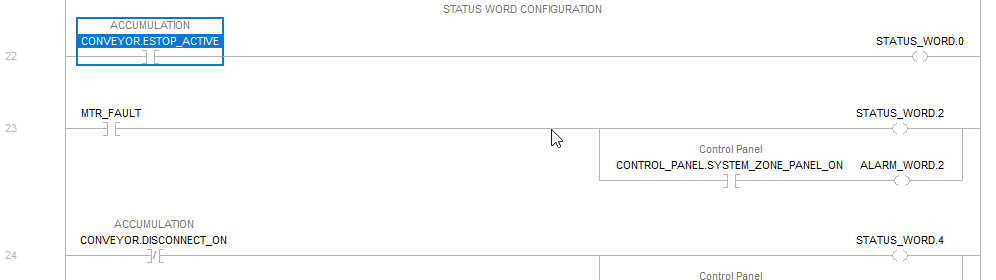 STATUS WORD CONFIGURATION
ACCUMULATION
CONVEYOR.ESTOP_ACTIVE
STATUS_WORD.0
22
MTR_FAULT
STATUS_WORD.2
23
Control Panel
CONTROL_PANEL.SYSTEM_ZONE_PANEL_ON
ALARM_WORD.2
ACCUMULATION
CONVEYOR.DISCONNECT_ON
STATUS_WORD.4
24
Control Panel